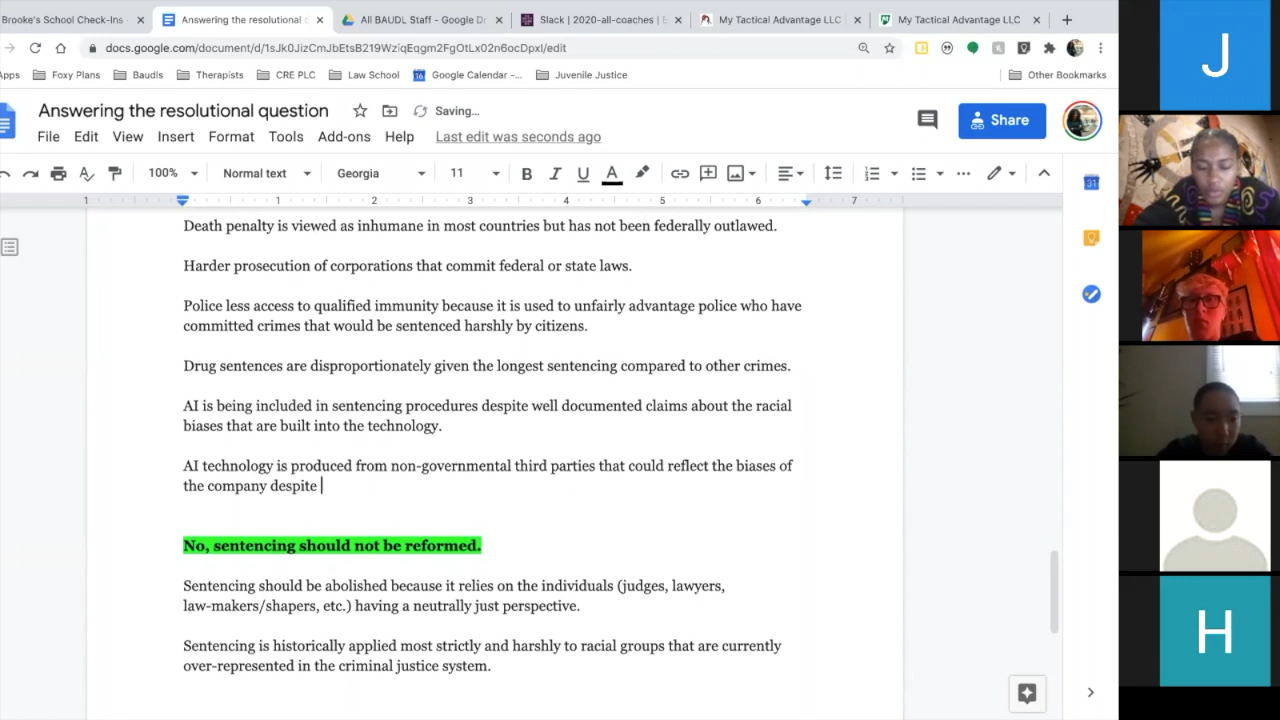 Brooke's School Check-Ins
Answering the resolutional c
All BAUDL Staff - Google Dr
Slack | 2020-all-coaches |
My Tactical Advantage LLC
My Tactical Advantage LLC
docs.google.com/document/d/1sJk0JizCmJbEtsB219WziqEqgm2FgOtLx02n6ocDpxI/edit
Apps
Foxy Plans
Baudls
Therapists
CRE PLC
Law School
Google Calendar -...
Juvenile Justice
Other Bookmarks
Answering the resolutional question
Saving...
File Edit View Insert Format Tools Add-ons Help Last edit was seconds ago
Share
100% Normal text Georgia 11 B I U A
1 1 2 3 4 5 6 7
31
Death penalty is viewed as inhumane in most countries but has not been federally outlawed.
Harder prosecution of corporations that commit federal or state laws.
Police less access to qualified immunity because it is used to unfairly advantage police who have
committed crimes that would be sentenced harshly by citizens.
Drug sentences are disproportionately given the longest sentencing compared to other crimes.
AI is being included in sentencing procedures despite well documented claims about the racial
biases that are built into the technology.
AI technology is produced from non-governmental third parties that could reflect the biases of
the company despite
No, sentencing should not be reformed.
Sentencing should be abolished because it relies on the individuals (judges, lawyers,
law-makers/shapers, etc.) having a neutrally just perspective.
Sentencing is historically applied most strictly and harshly to racial groups that are currently
over-represented in the criminal justice system.
J
H